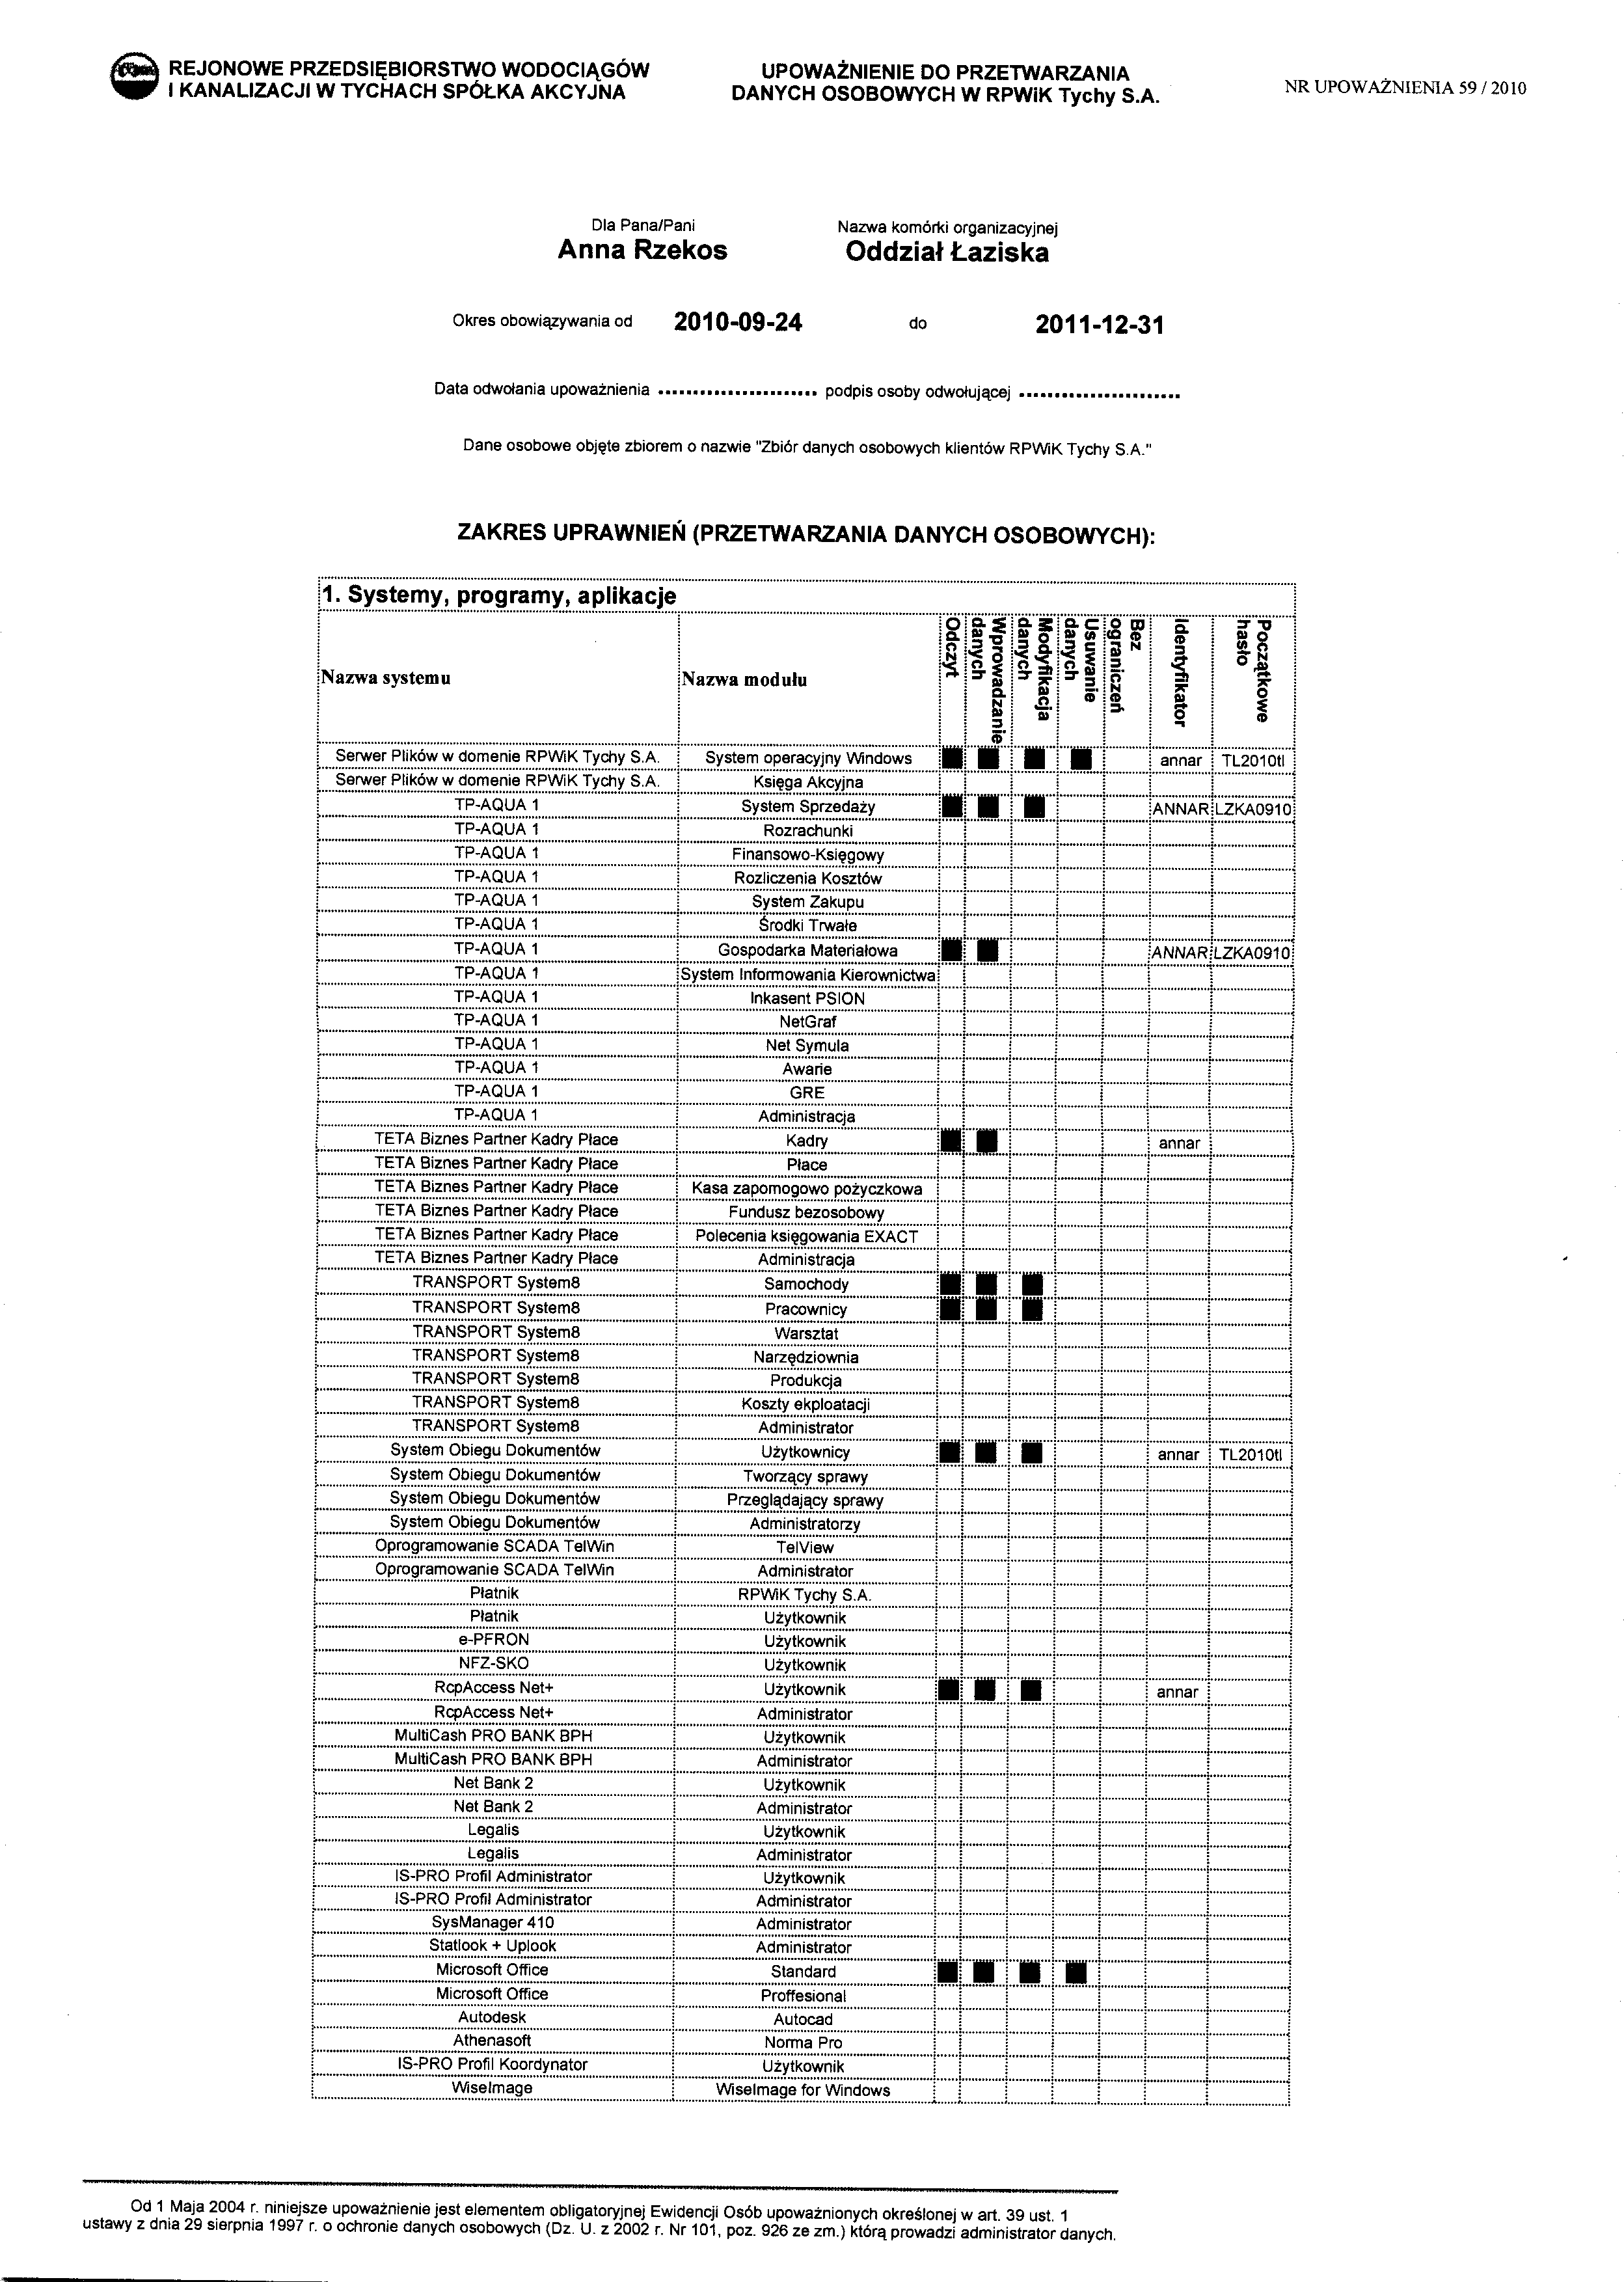 REJONOWE PRZEDSIĘBIORSTWO WODOCIĄGÓW
I KANALIZACJI W TYCHACH SPÓŁKA AKCYJNA
UPOWAŻNIENIE DO PRZETWARZANIA
DANYCH OSOBOWYCH W RPWiK Tychy S.A.
NR UPOWAŻNIENIA 59 / 2010
Dla Pana/Pani
Anna Rzekos
Nazwa komórki organizacyjnej
Oddział Łaziska
Okres obowiązywania od 2010-09-24 do 2011-12-31
Data odwołania upoważnienia ....................... podpis osoby odwołującej .......................
Dane osobowe objęte zbiorem o nazwie "Zbiór danych osobowych klientów RPWiK Tychy S.A."
ZAKRES UPRAWNIEŃ (PRZETWARZANIA DANYCH OSOBOWYCH):
1. Systemy, programy, aplikacje
Nazwa systemu Nazwa modułu Odczyt Wprowadzanie danych Modyfikacja danych Usuwanie danych Bez ograniczeń Identyfikator Początkowe hasło
Serwer Plików w domenie RPWiK Tychy S.A. System operacyjny Windows ■ ■ ■ ■ annar TL2010tl
Serwer Plików w domenie RPWiK Tychy S.A. Księga Akcyjna
TP-AQUA 1 System Sprzedaży ■ ■ ■ ANNAR LZKA0910
TP-AQUA 1 Rozrachunki
TP-AQUA 1 Finansowo-Księgowy
TP-AQUA 1 Rozliczenia Kosztów
TP-AQUA 1 System Zakupu
TP-AQUA 1 Środki Trwałe
TP-AQUA 1 Gospodarka Materiałowa ■ ■ ANNAR LZKA0910
TP-AQUA 1 System Informowania Kierownictwa
TP-AQUA 1 Inkasent PSION
TP-AQUA 1 NetGraf
TP-AQUA 1 Net Symula
TP-AQUA 1 Awarie
TP-AQUA 1 GRE
TP-AQUA 1 Administracja
TETA Biznes Partner Kadry Płace Kadry ■ ■ annar
TETA Biznes Partner Kadry Płace Płace
TETA Biznes Partner Kadry Płace Kasa zapomogowo pożyczkowa
TETA Biznes Partner Kadry Płace Fundusz bezosobowy
TETA Biznes Partner Kadry Płace Polecenia księgowania EXACT
TETA Biznes Partner Kadry Płace Administracja
TRANSPORT System8 Samochody ■ ■ ■
TRANSPORT System8 Pracownicy ■ ■ ■
TRANSPORT System8 Warsztat
TRANSPORT System8 Narzędziownia
TRANSPORT System8 Produkcja
TRANSPORT System8 Koszty ekploatacji
TRANSPORT System8 Administrator
System Obiegu Dokumentów Użytkownicy ■ ■ ■ annar TL2010tl
System Obiegu Dokumentów Tworzący sprawy
System Obiegu Dokumentów Przeglądający sprawy
System Obiegu Dokumentów Administratorzy
Oprogramowanie SCADA TelWin TelView
Oprogramowanie SCADA TelWin Administrator
Płatnik RPWiK Tychy S.A.
Płatnik Użytkownik
e-PFRON Użytkownik
NFZ-SKO Użytkownik
RcpAccess Net+ Użytkownik ■ ■ ■ annar
RcpAccess Net+ Administrator
MultiCash PRO BANK BPH Użytkownik
MultiCash PRO BANK BPH Administrator
Net Bank 2 Użytkownik
Net Bank 2 Administrator
Legalis Użytkownik
Legalis Administrator
IS-PRO Profil Administrator Użytkownik
IS-PRO Profil Administrator Administrator
SysManager 410 Administrator
Statlook + Uplook Administrator
Microsoft Office Standard ■ ■ ■ ■
Microsoft Office Proffesional
Autodesk Autocad
Athenasoft Norma Pro
IS-PRO Profil Koordynator Użytkownik
WiseImage WiseImage for Windows
Od 1 Maja 2004 r. niniejsze upoważnienie jest elementem obligatoryjnej Ewidencji Osób upoważnionych określonej w art. 39 ust. 1
ustawy z dnia 29 sierpnia 1997 r. o ochronie danych osobowych (Dz. U. z 2002 r. Nr 101, poz. 926 ze zm.) którą prowadzi administrator danych.